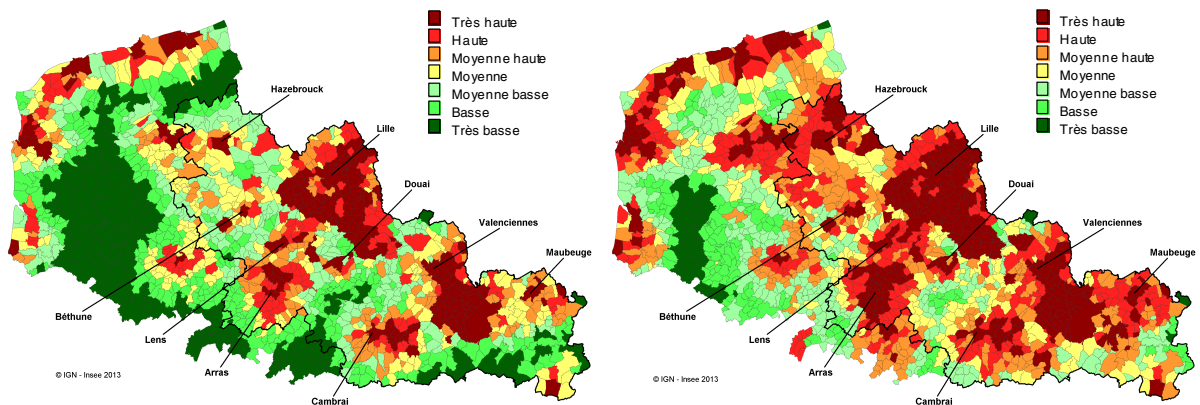 Très haute
Haute
Moyenne haute
Moyenne
Moyenne basse
Basse
Très basse
Hazebrouck
Lille
Douai
Valenciennes
Maubeuge
Béthune
Lens
Arras
Cambrai
© IGN - Insee 2013
Très haute
Haute
Moyenne haute
Moyenne
Moyenne basse
Basse
Très basse
Hazebrouck
Lille
Douai
Valenciennes
Maubeuge
Béthune
Lens
Arras
Cambrai
© IGN - Insee 2013